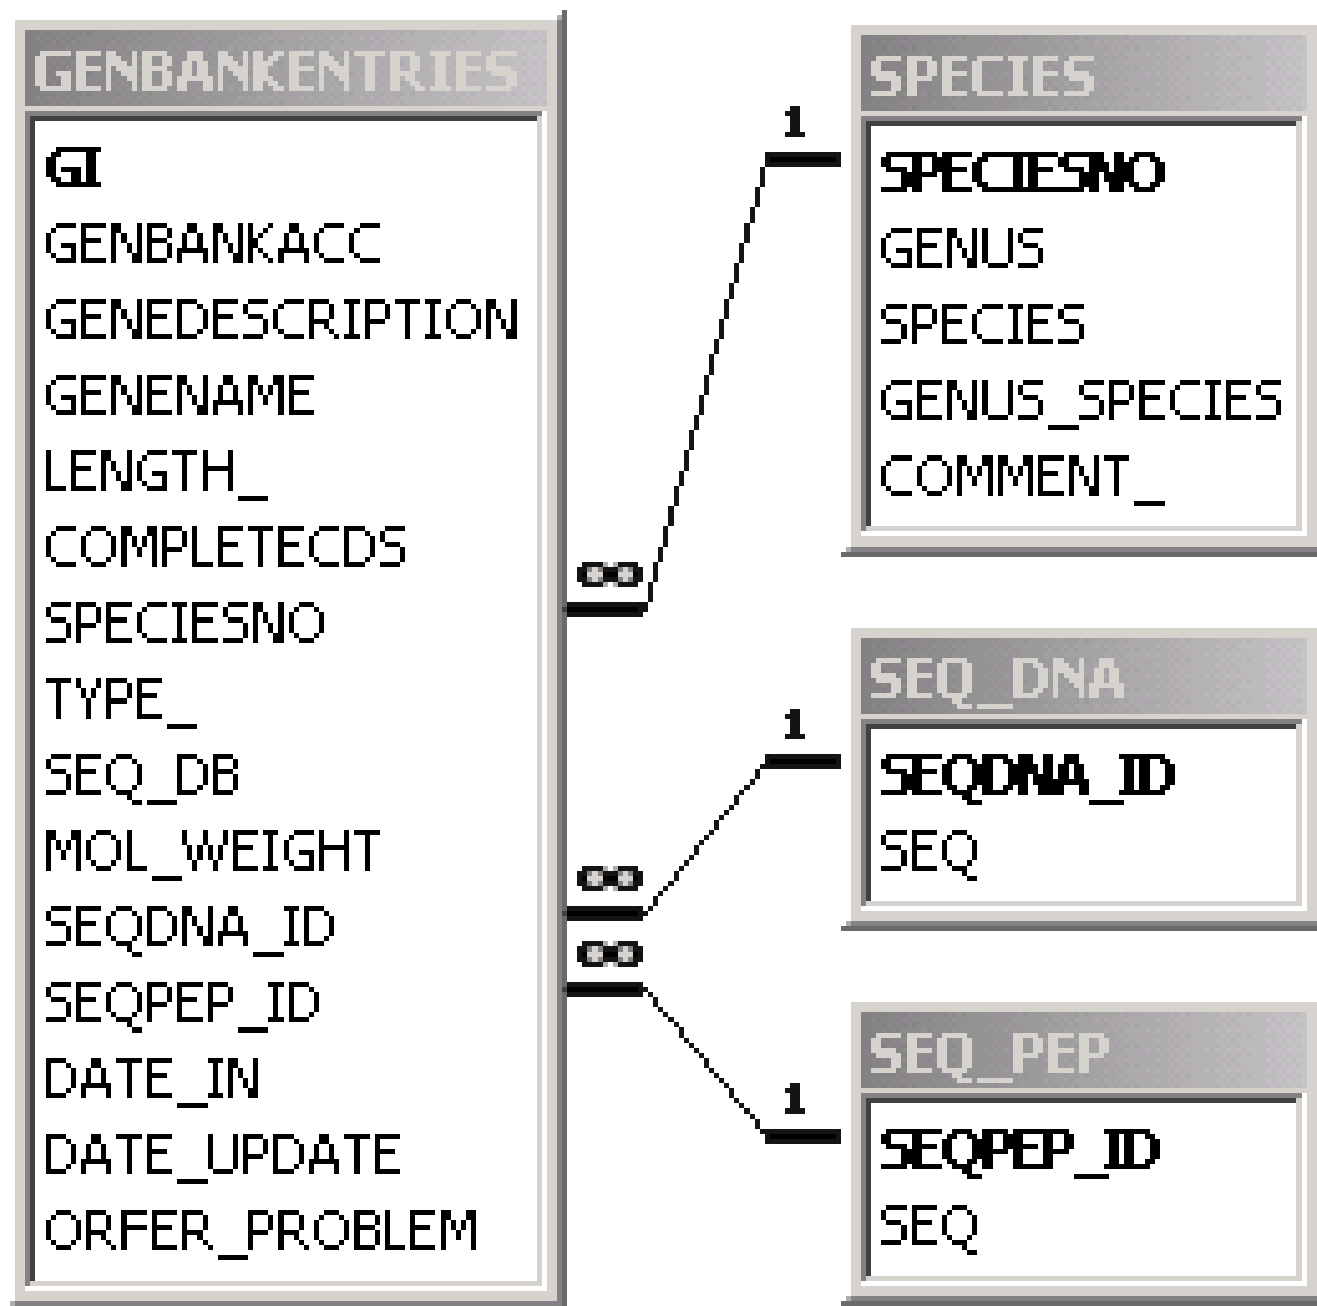 GENBANKENTRIES
GI
GENBANKACC
GENEDESCRIPTION
GENENAME
LENGTH_
COMPLETECDS
SPECIESNO
TYPE_
SEQ_DB
MOL_WEIGHT
SEQDNA_ID
SEQPEP_ID
DATE_IN
DATE_UPDATE
ORFER_PROBLEM
1
∞
1
∞
∞
1
SPECIES
SPECIESNO
GENUS
SPECIES
GENUS_SPECIES
COMMENT_
SEQ_DNA
SEQDNA_ID
SEQ
SEQ_PEP
SEQPEP_ID
SEQ